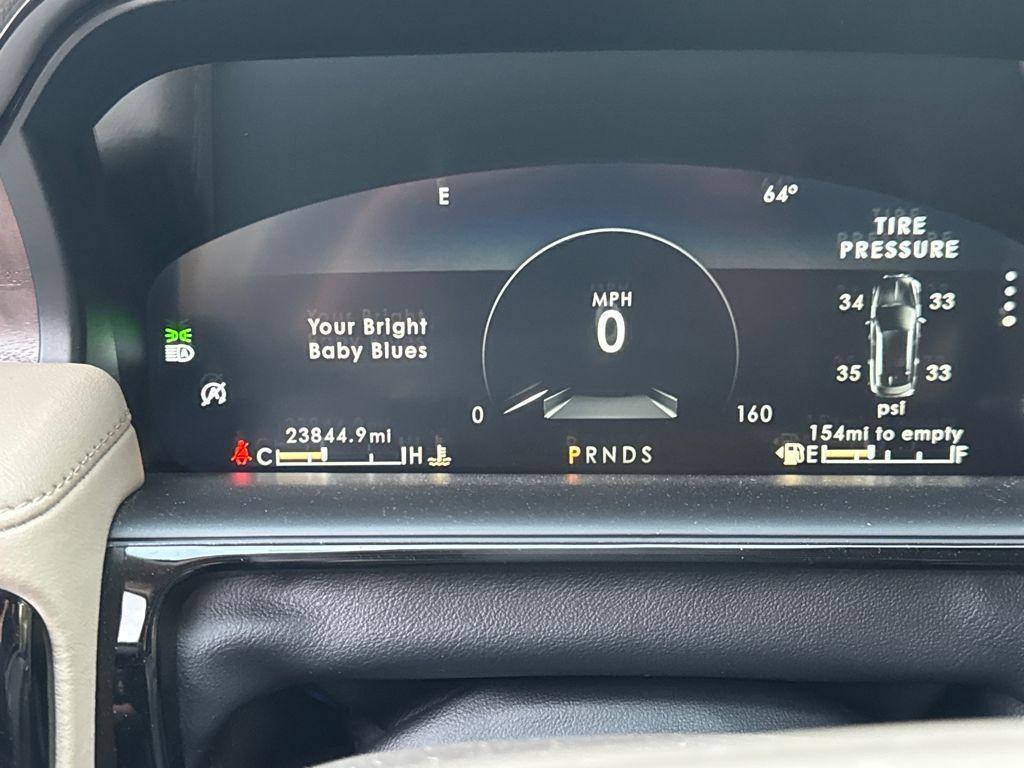 E
64°
TIRE
PRESSURE
34 33
MPH
0
Your Bright
Baby Blues
A
A
35 33
psi
0
160
23844.9mi
154mi to empty
C H
PRNDS
E F